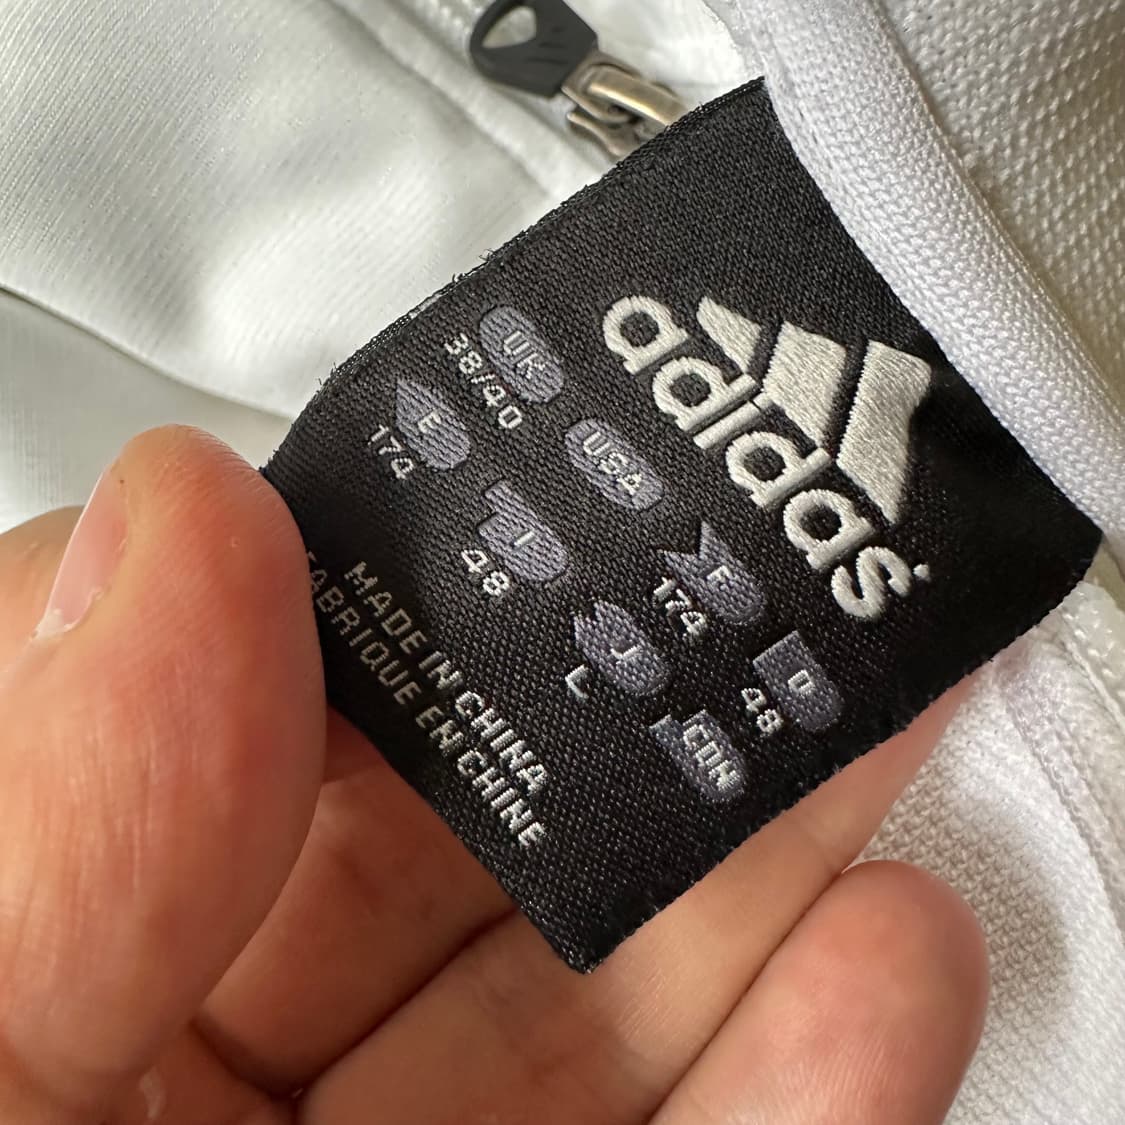 adidas
UK
38/40
USA
E
174
F
174
I
48
D
48
J
L
CDN
MADE IN CHINA
FABRIQUE EN CHINE